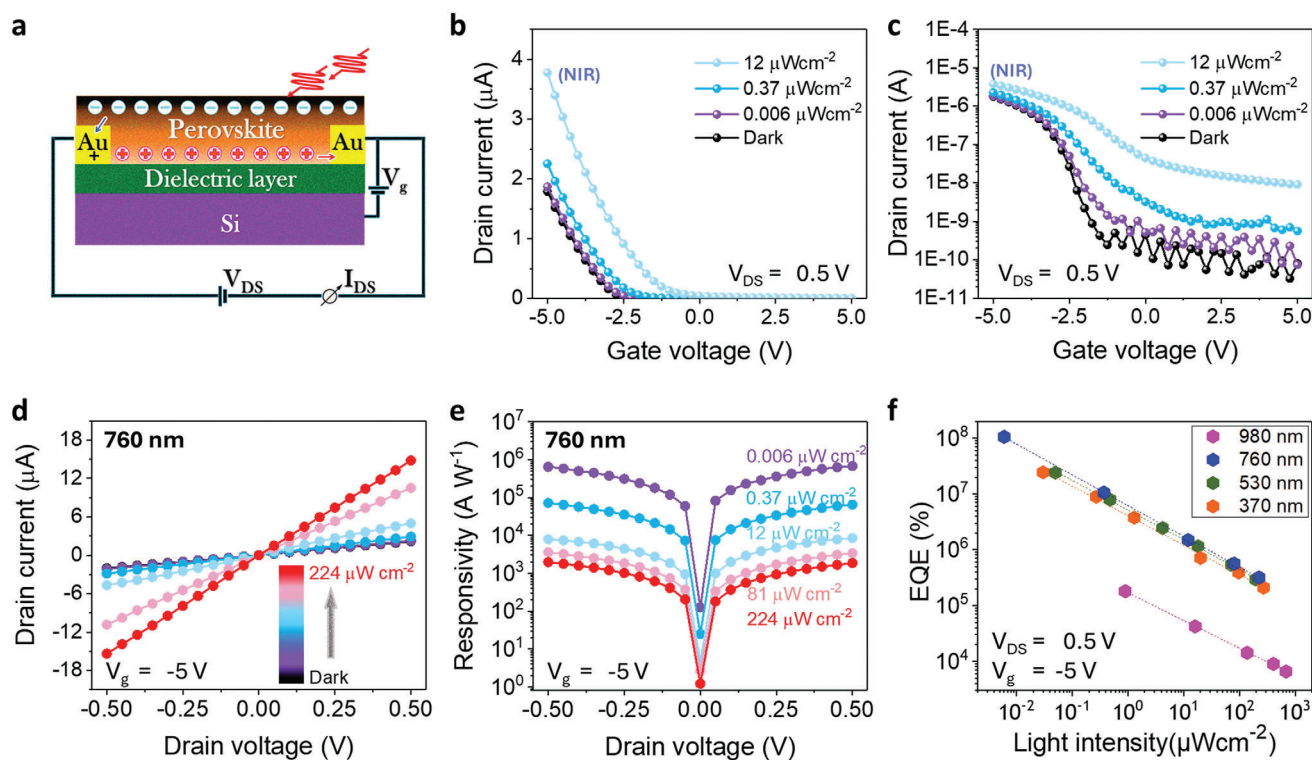 a
Perovskite
Au
+
Au
Dielectric layer
Vg
Si
VDS
IDS
b
(NIR)
12 μWcm-2
0.37 μWcm-2
0.006 μWcm-2
Dark
VDS = 0.5 V
Drain current (μA)
4
3
2
1
0
-5.0 -2.5 0.0 2.5 5.0
Gate voltage (V)
c
(NIR)
12 μWcm-2
0.37 μWcm-2
0.006 μWcm-2
Dark
VDS = 0.5 V
Drain current (A)
1E-4
1E-5
1E-6
1E-7
1E-8
1E-9
1E-10
1E-11
-5.0 -2.5 0.0 2.5 5.0
Gate voltage (V)
d
760 nm
224 μW cm-2
Dark
Vg = -5 V
Drain current (μA)
18
12
6
0
-6
-12
-18
-0.50 -0.25 0.00 0.25 0.50
Drain voltage (V)
e
760 nm
0.006 μW cm-2
0.37 μW cm-2
12 μW cm-2
81 μW cm-2
224 μW cm-2
Vg = -5 V
Responsivity (A W-1)
10^7
10^6
10^5
10^4
10^3
10^2
10^1
10^0
-0.50 -0.25 0.00 0.25 0.50
Drain voltage (V)
f
980 nm
760 nm
530 nm
370 nm
VDS = 0.5 V
Vg = -5 V
EQE (%)
10^8
10^7
10^6
10^5
10^4
10^-2 10^-1 10^0 10^1 10^2 10^3
Light intensity(μWcm-2)